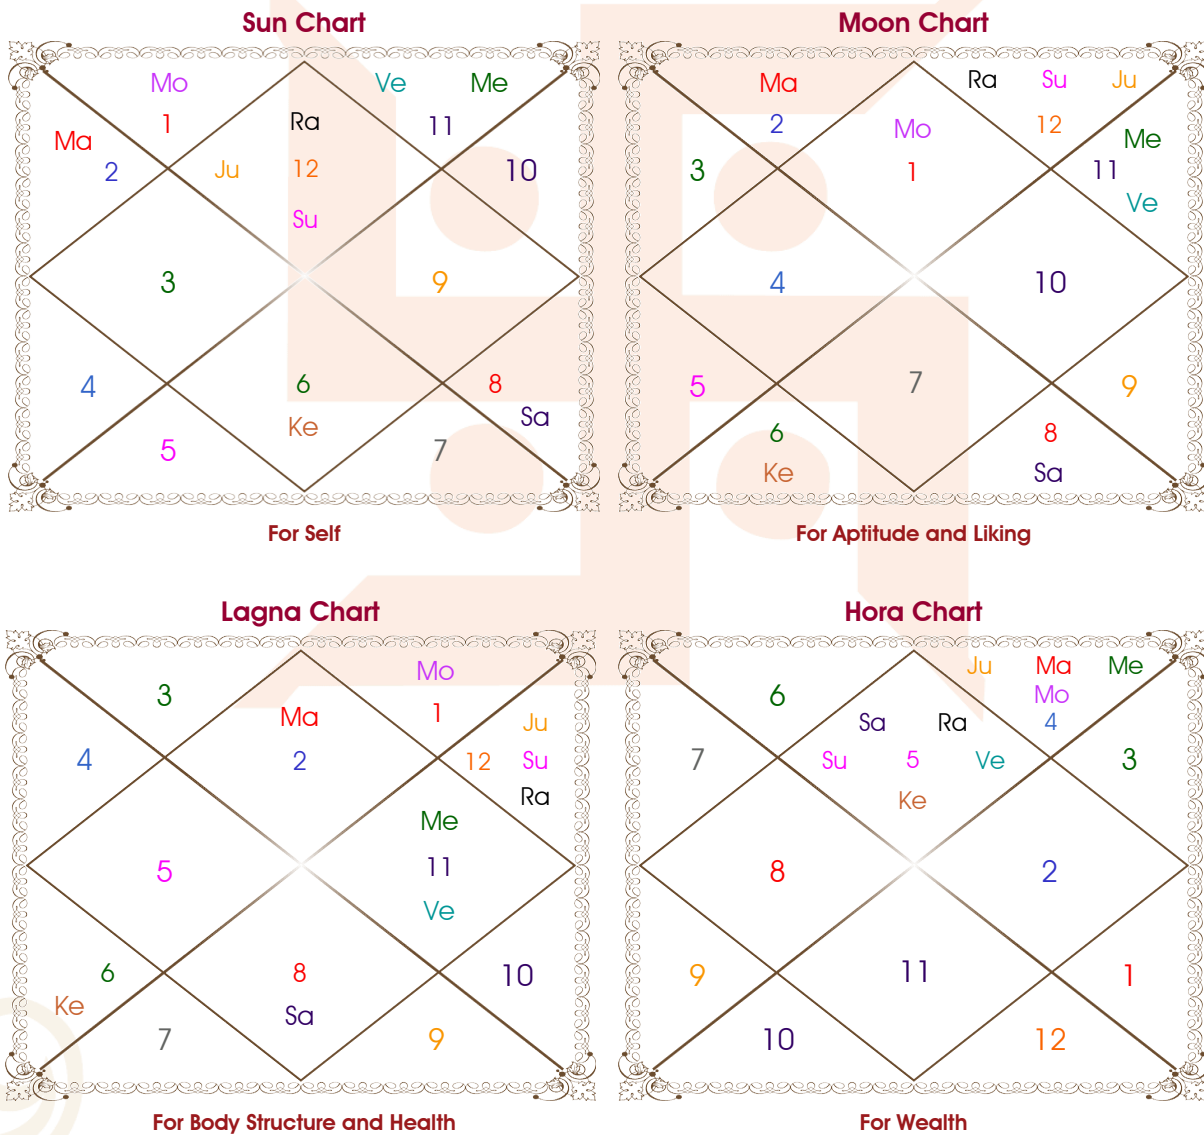 Sun Chart
Mo Ve Me
Ra
1 11
Ma
2 Ju 12 10
Su
3 9
4 6 8
Ke Sa
5 7
For Self
Moon Chart
Ma Ra Su Ju
2 Mo 12
Me
3 1 11
Ve
4 10
5 7 9
6 8
Ke Sa
For Aptitude and Liking
Lagna Chart
Mo
3 Ma 1 Ju
4 2 12 Su
Ra
Me
5 11
Ve
6 8 10
Ke Sa
7 9
For Body Structure and Health
Hora Chart
Ju Ma Me
6 Mo
Sa Ra 4
7 Su 5 Ve 3
Ke
8 2
9 11 1
10 12
For Wealth